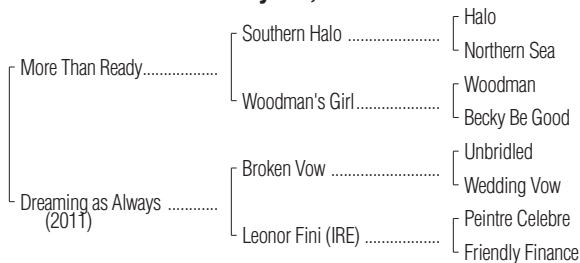 Halo
Southern Halo ......................
Northern Sea
More Than Ready.................
Woodman
Woodman's Girl....................
Becky Be Good
Unbridled
Broken Vow ..........................
Wedding Vow
Dreaming as Always ............
(2011)
Peintre Celebre
Leonor Fini (IRE) ..................
Friendly Finance